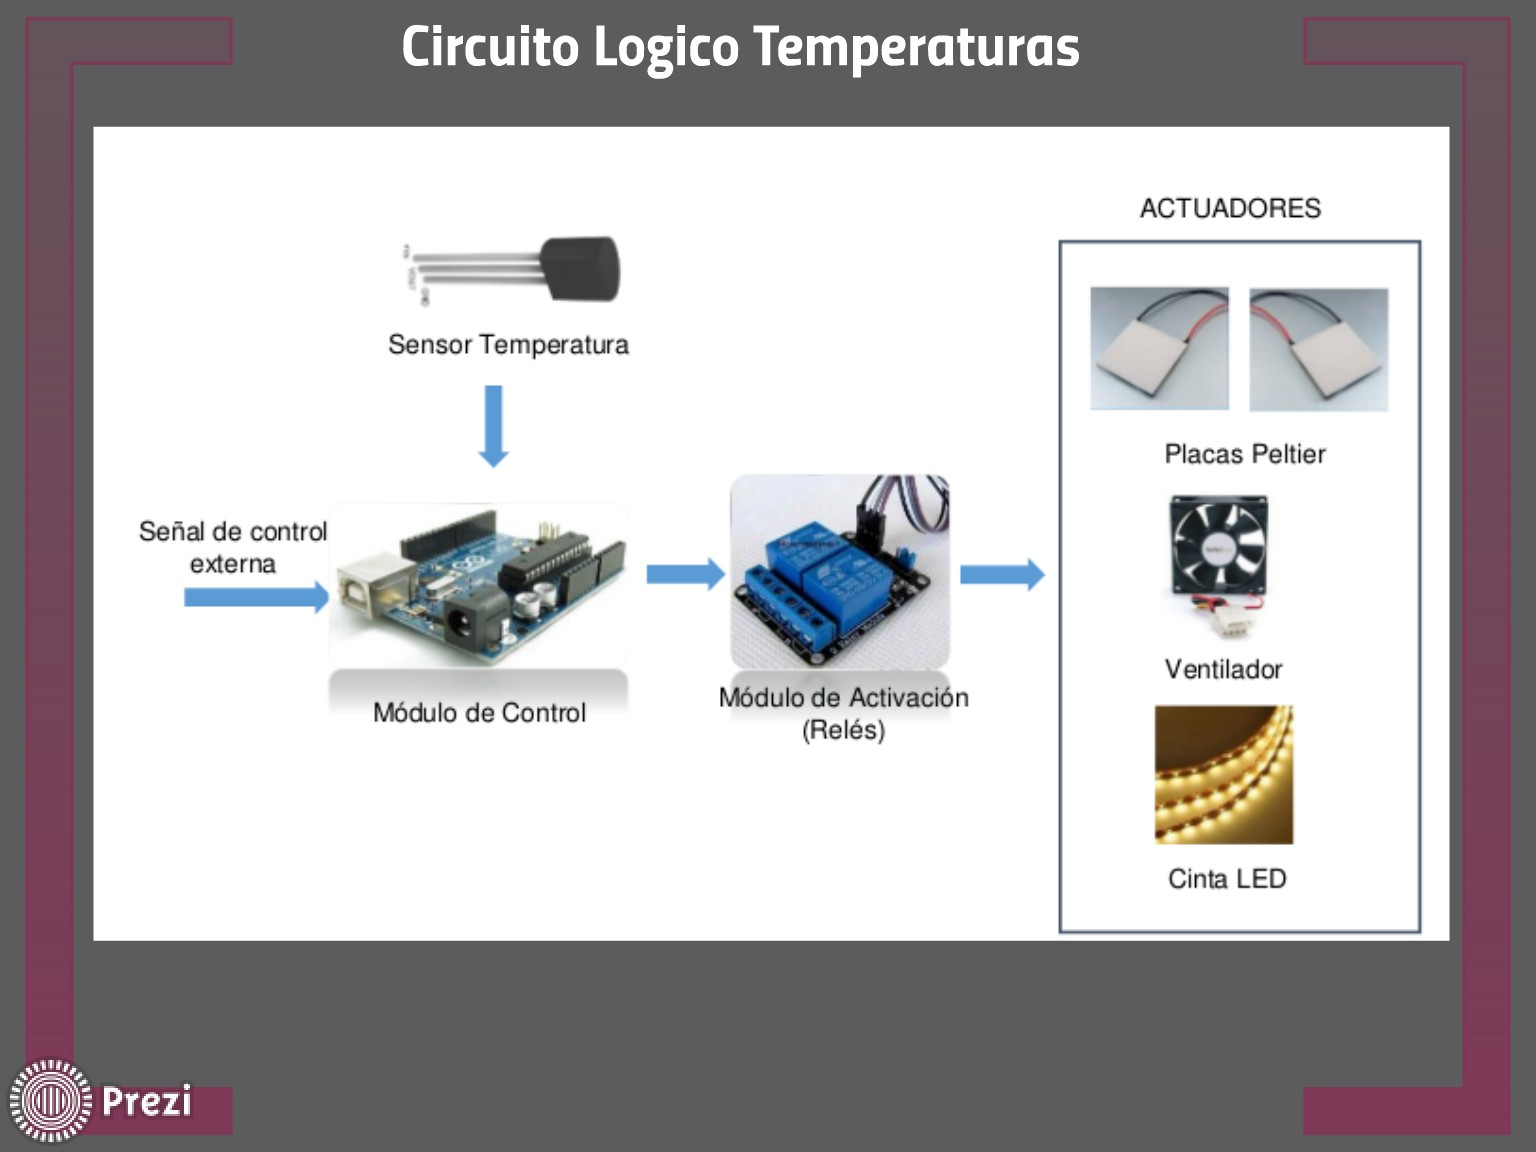 Circuito Logico Temperaturas
ACTUADORES
Sensor Temperatura
Placas Peltier
Señal de control
externa
Ventilador
Módulo de Control
Módulo de Activación
(Relés)
Cinta LED
Prezi